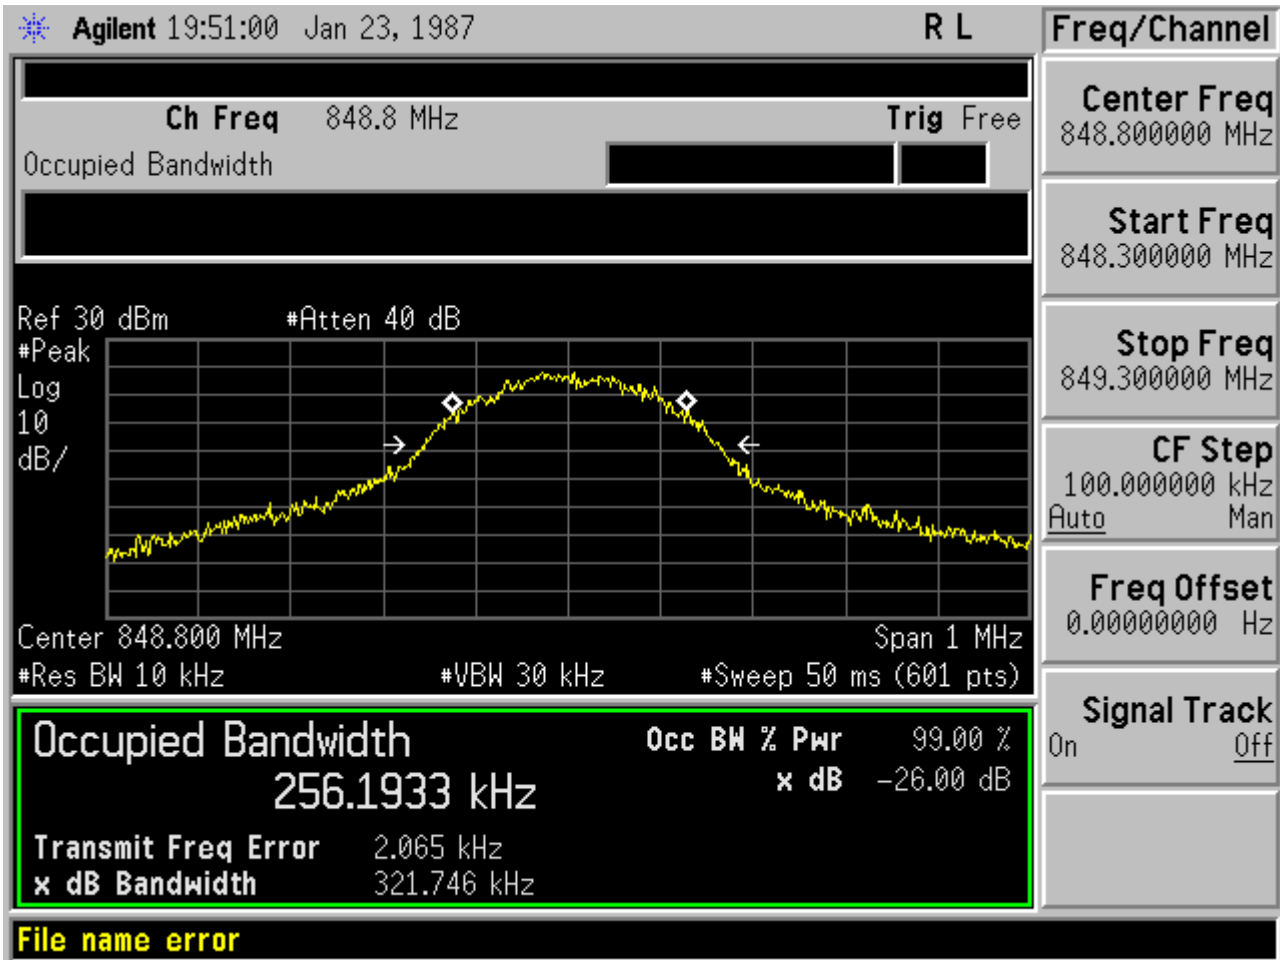 Agilent 19:51:00 Jan 23, 1987 R L Freq/Channel
Ch Freq 848.8 MHz Trig Free
Occupied Bandwidth
Center Freq
848.800000 MHz
Start Freq
848.300000 MHz
Stop Freq
849.300000 MHz
CF Step
100.000000 kHz
Auto Man
Freq Offset
0.00000000 Hz
Signal Track
On Off
Ref 30 dBm #Atten 40 dB
#Peak
Log
10
dB/
Center 848.800 MHz Span 1 MHz
#Res BW 10 kHz #VBW 30 kHz #Sweep 50 ms (601 pts)
Occupied Bandwidth Occ BW % Pwr 99.00 %
256.1933 kHz x dB -26.00 dB
Transmit Freq Error 2.065 kHz
x dB Bandwidth 321.746 kHz
File name error